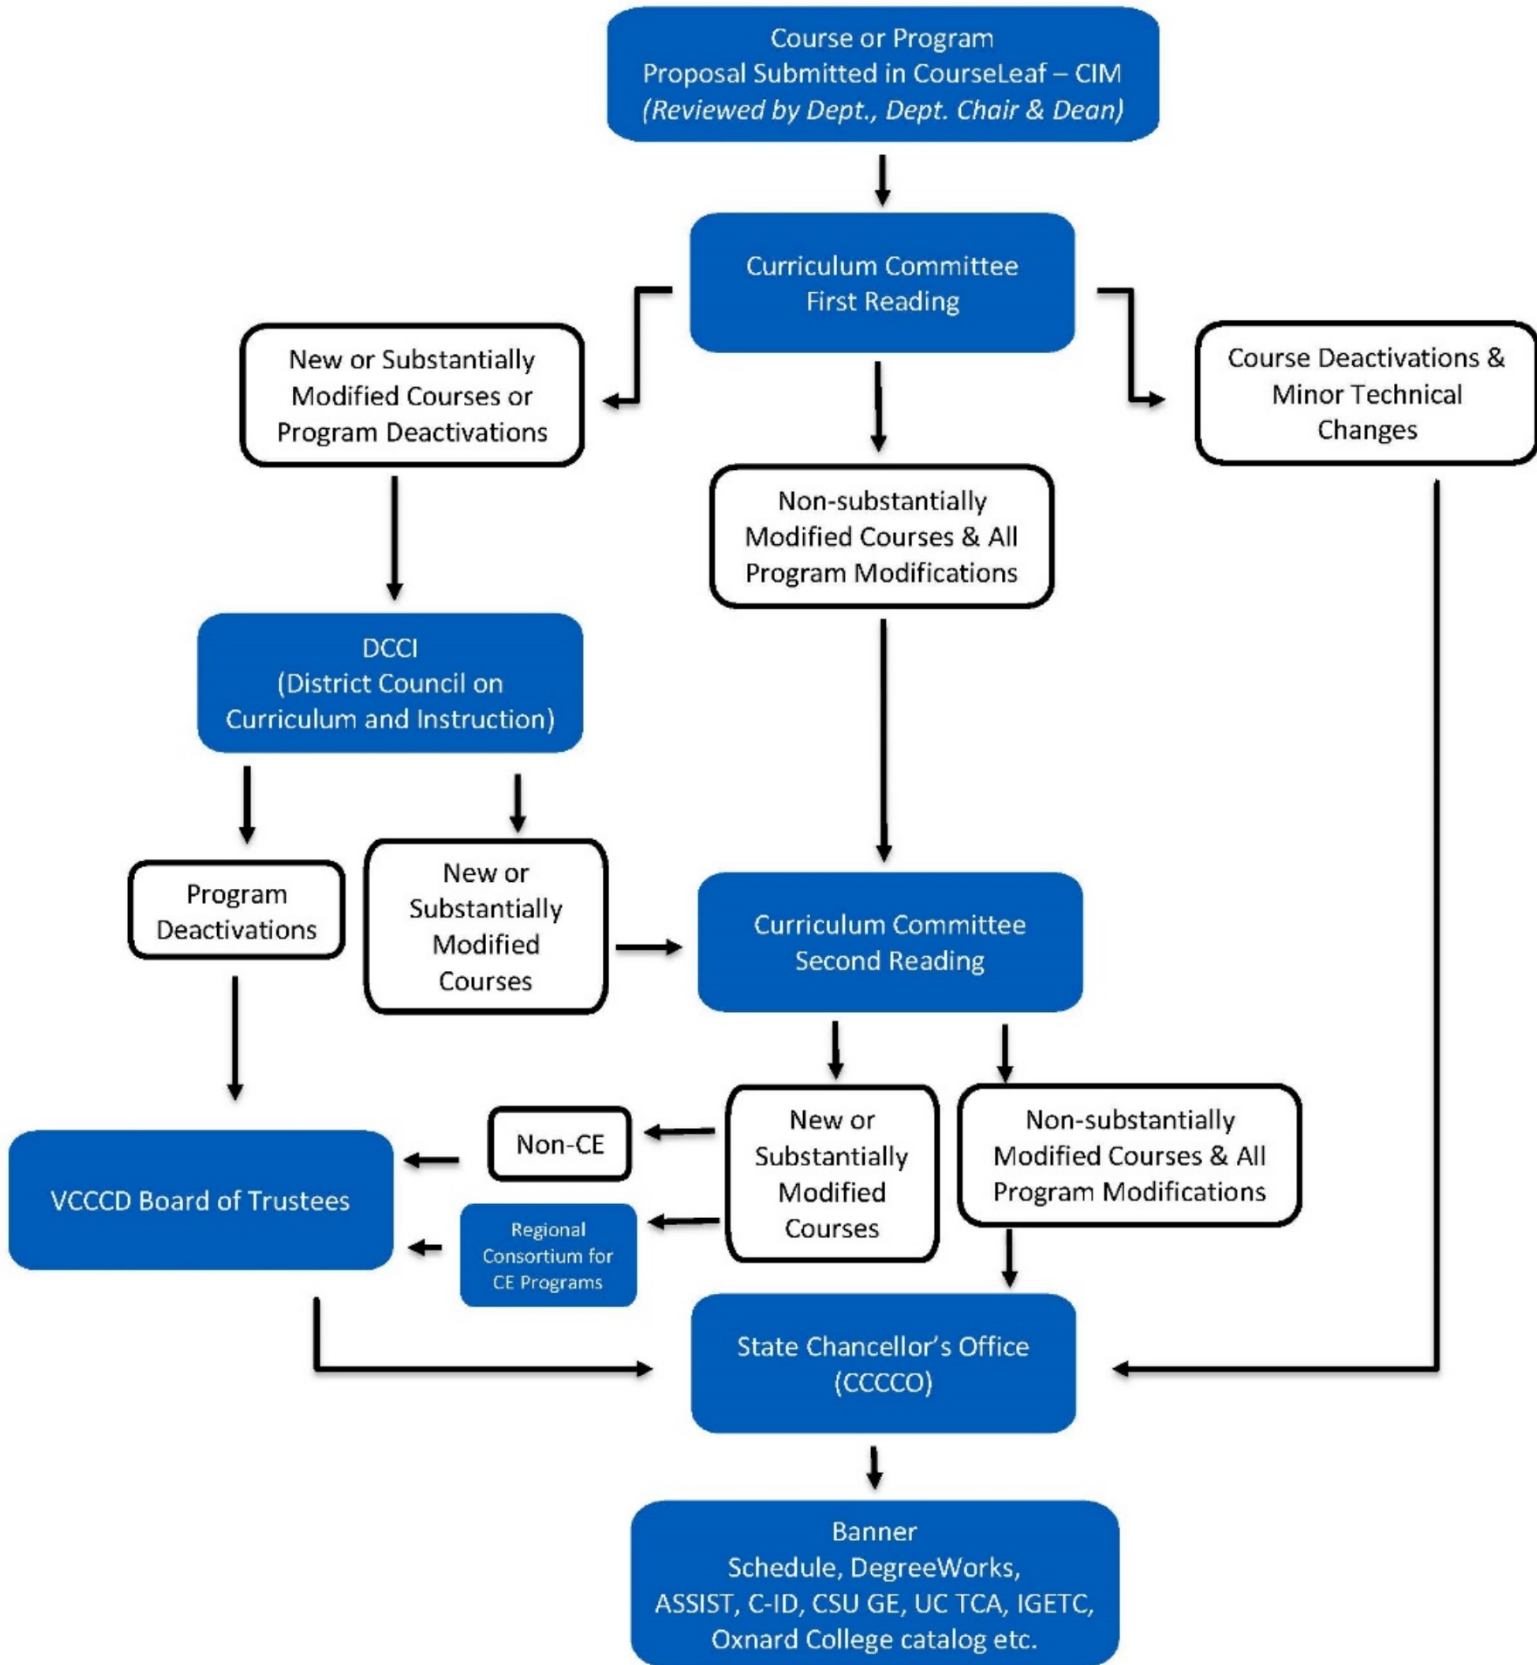 Course or Program
Proposal Submitted in CourseLeaf – CIM
(Reviewed by Dept., Dept. Chair & Dean)
Curriculum Committee
First Reading
New or Substantially
Modified Courses or
Program Deactivations
Course Deactivations &
Minor Technical
Changes
Non-substantially
Modified Courses & All
Program Modifications
DCCI
(District Council on
Curriculum and Instruction)
Program
Deactivations
New or
Substantially
Modified
Courses
Curriculum Committee
Second Reading
Non-CE
New or
Substantially
Modified
Courses
Non-substantially
Modified Courses & All
Program Modifications
VCCCD Board of Trustees
Regional
Consortium for
CE Programs
State Chancellor’s Office
(CCCCO)
Banner
Schedule, DegreeWorks,
ASSIST, C-ID, CSU GE, UC TCA, IGETC,
Oxnard College catalog etc.